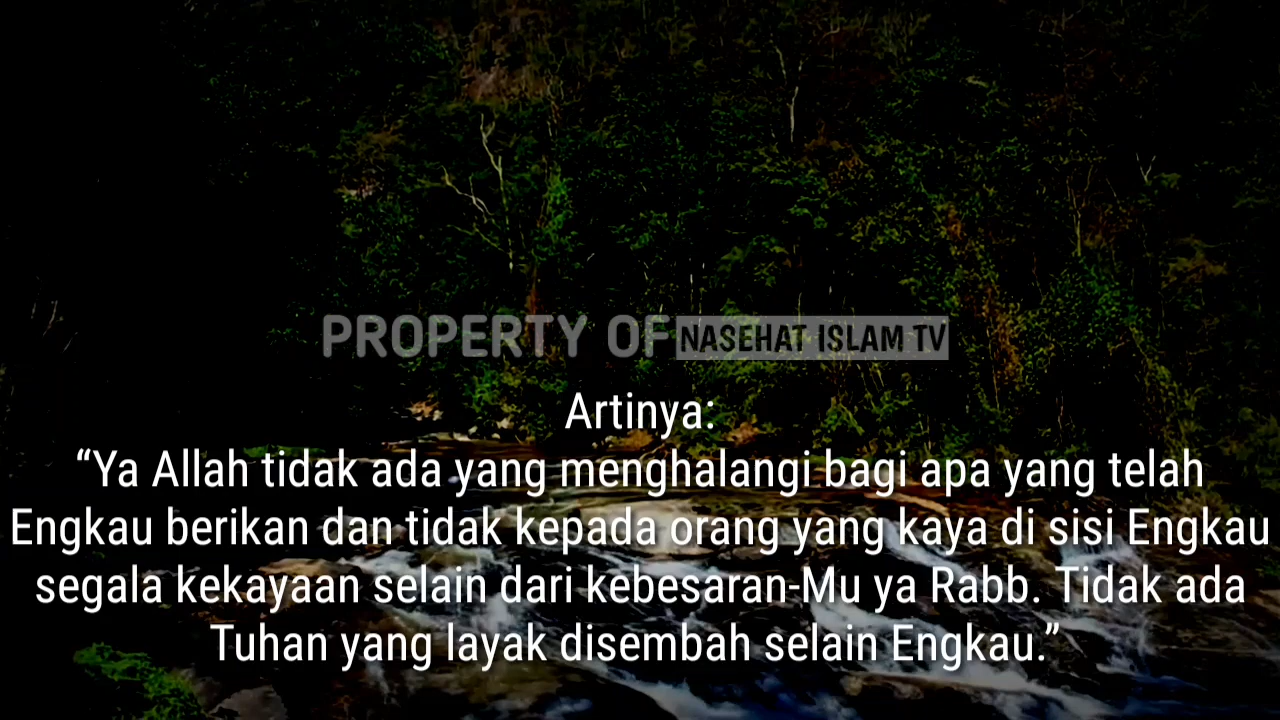 PROPERTY OF NASEHAT ISLAM TV
Artinya:
“Ya Allah tidak ada yang menghalangi bagi apa yang telah
Engkau berikan dan tidak kepada orang yang kaya di sisi Engkau
segala kekayaan selain dari kebesaran-Mu ya Rabb. Tidak ada
Tuhan yang layak disembah selain Engkau.”